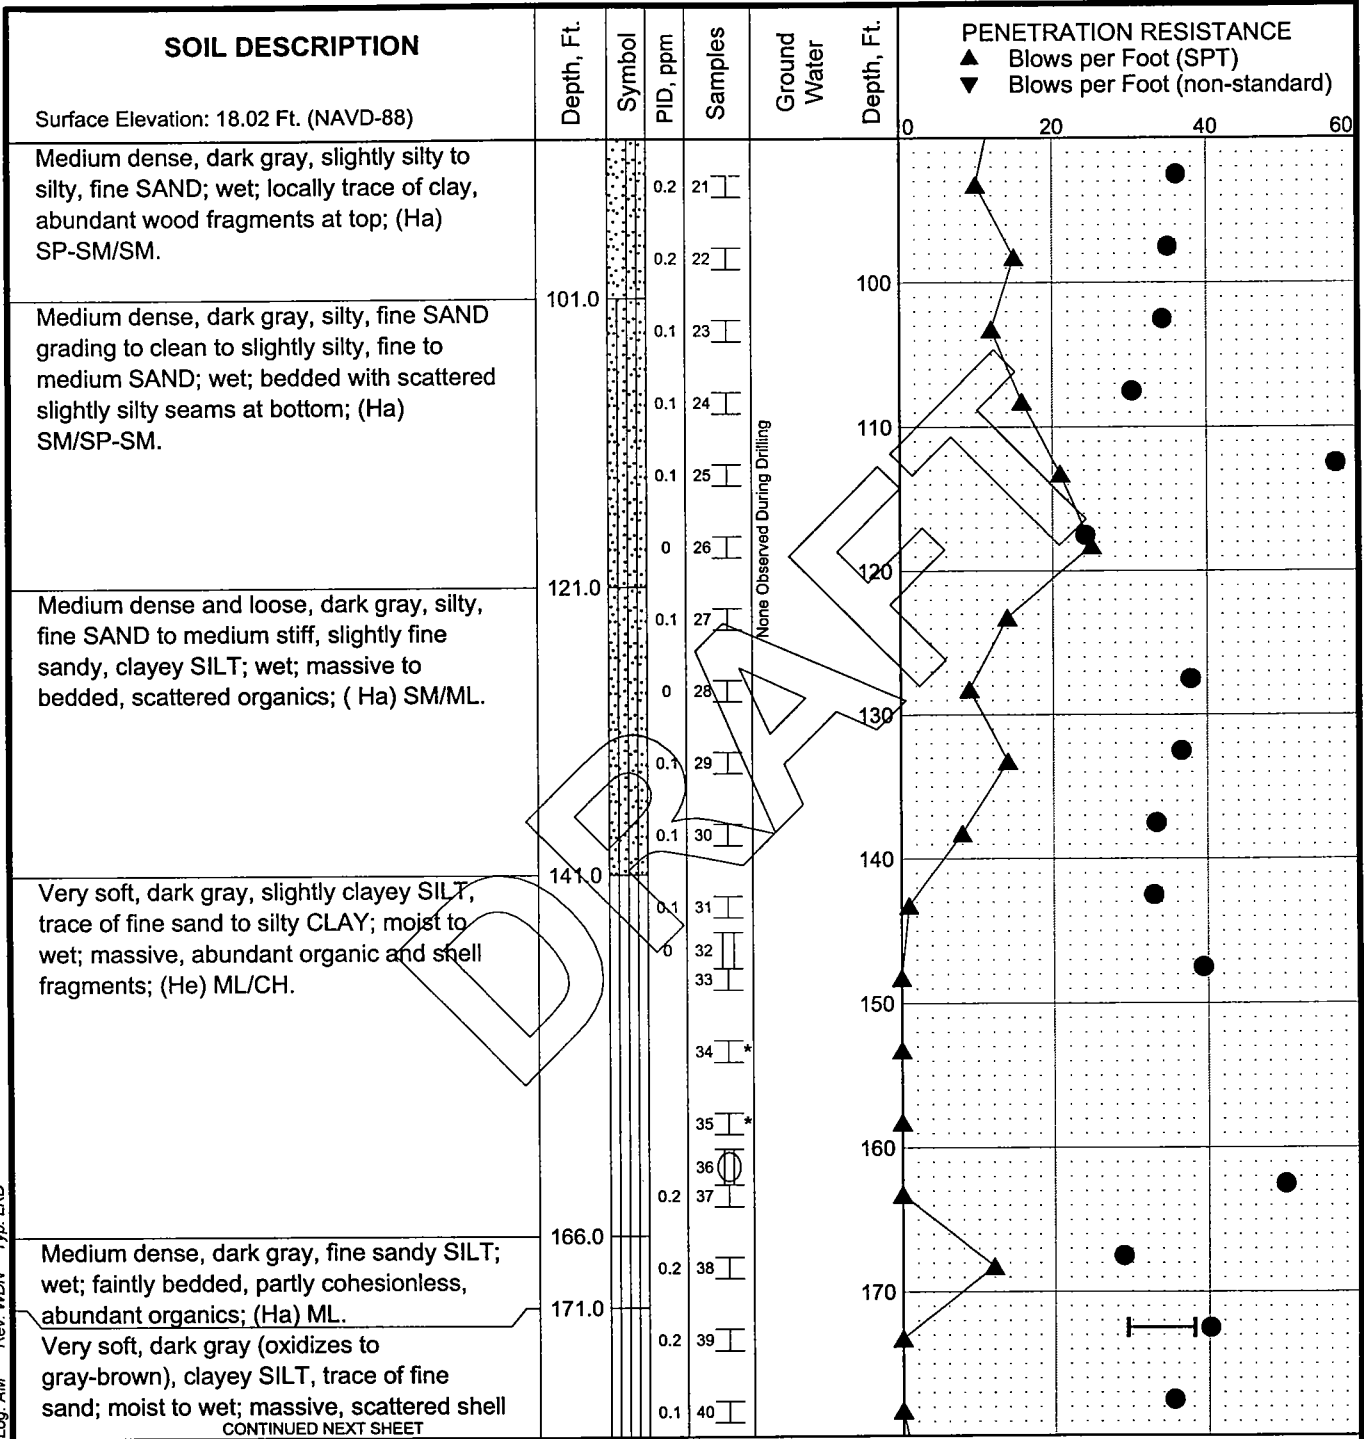 SOIL DESCRIPTION
Surface Elevation: 18.02 Ft. (NAVD-88)
Depth, Ft.
Symbol
PID, ppm
Samples
Ground
Water
Depth, Ft.
PENETRATION RESISTANCE
▲ Blows per Foot (SPT)
▼ Blows per Foot (non-standard)
0 20 40 60
Medium dense, dark gray, slightly silty to
silty, fine SAND; wet; locally trace of clay,
abundant wood fragments at top; (Ha)
SP-SM/SM.
101.0
Medium dense, dark gray, silty, fine SAND
grading to clean to slightly silty, fine to
medium SAND; wet; bedded with scattered
slightly silty seams at bottom; (Ha)
SM/SP-SM.
121.0
Medium dense and loose, dark gray, silty,
fine SAND to medium stiff, slightly fine
sandy, clayey SILT; wet; massive to
bedded, scattered organics; ( Ha) SM/ML.
141.0
Very soft, dark gray, slightly clayey SILT,
trace of fine sand to silty CLAY; moist to
wet; massive, abundant organic and shell
fragments; (He) ML/CH.
166.0
Medium dense, dark gray, fine sandy SILT;
wet; faintly bedded, partly cohesionless,
abundant organics; (Ha) ML.
171.0
Very soft, dark gray (oxidizes to
gray-brown), clayey SILT, trace of fine
sand; moist to wet; massive, scattered shell
CONTINUED NEXT SHEET
0.2 21
0.2 22
0.1 23
0.1 24
0.1 25
0 26
0.1 27
0 28
0.1 29
0.1 30
0.1 31
0 32
33
34 *
35 *
36
0.2 37
0.2 38
0.2 39
0.1 40
None Observed During Drilling
100
110
120
130
140
150
160
170
DRAFT
Log: AM Rev: WDN Typ: LKD